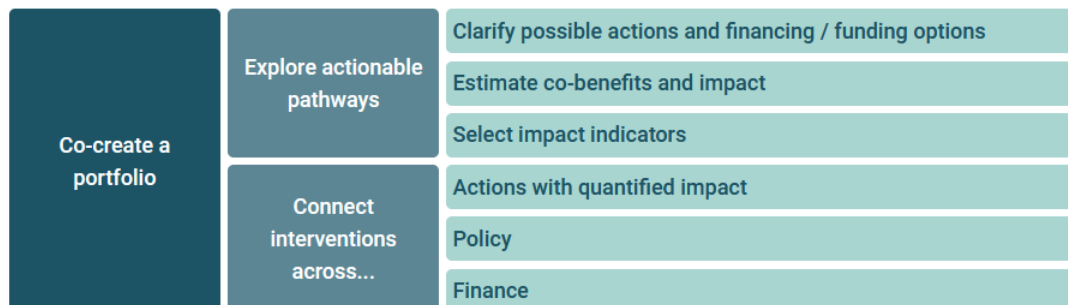 Co-create a
portfolio
Explore actionable
pathways
Clarify possible actions and financing / funding options
Estimate co-benefits and impact
Select impact indicators
Connect
interventions
across...
Actions with quantified impact
Policy
Finance